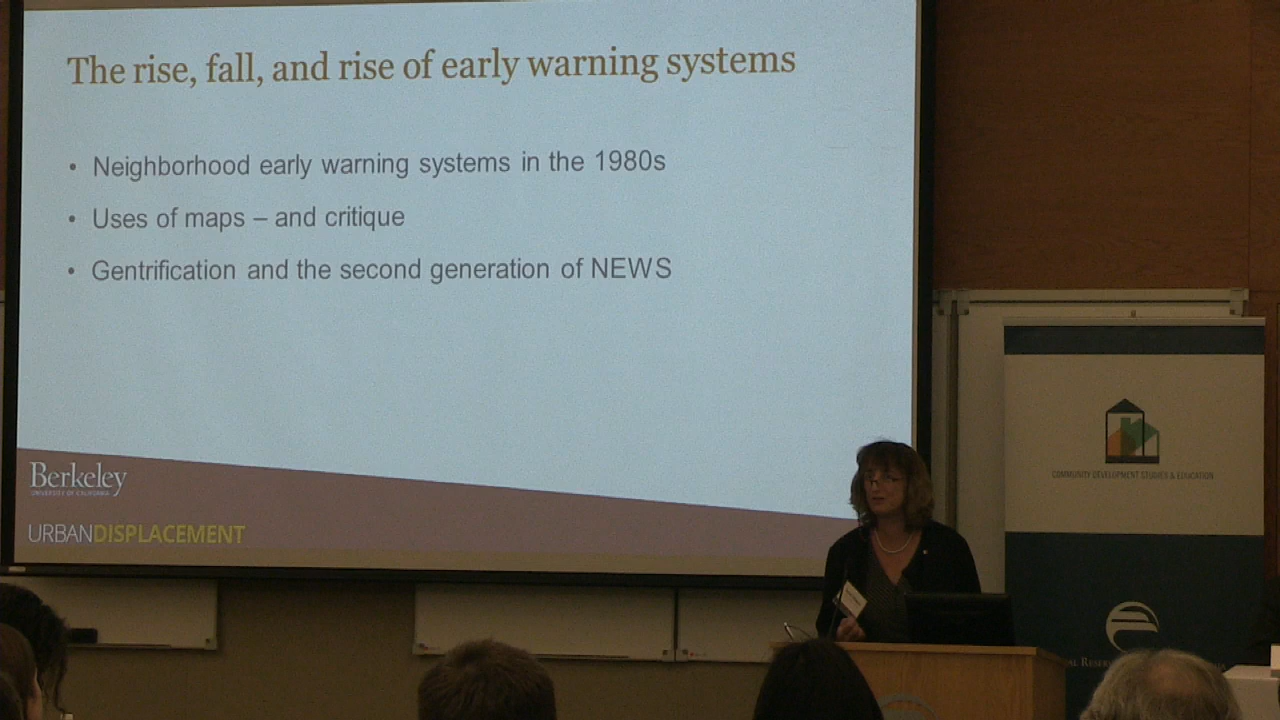 The rise, fall, and rise of early warning systems
• Neighborhood early warning systems in the 1980s
• Uses of maps – and critique
• Gentrification and the second generation of NEWS
Berkeley
UNIVERSITY OF CALIFORNIA
URBANDISPLACEMENT
COMMUNITY DEVELOPMENT STUDIES & EDUCATION